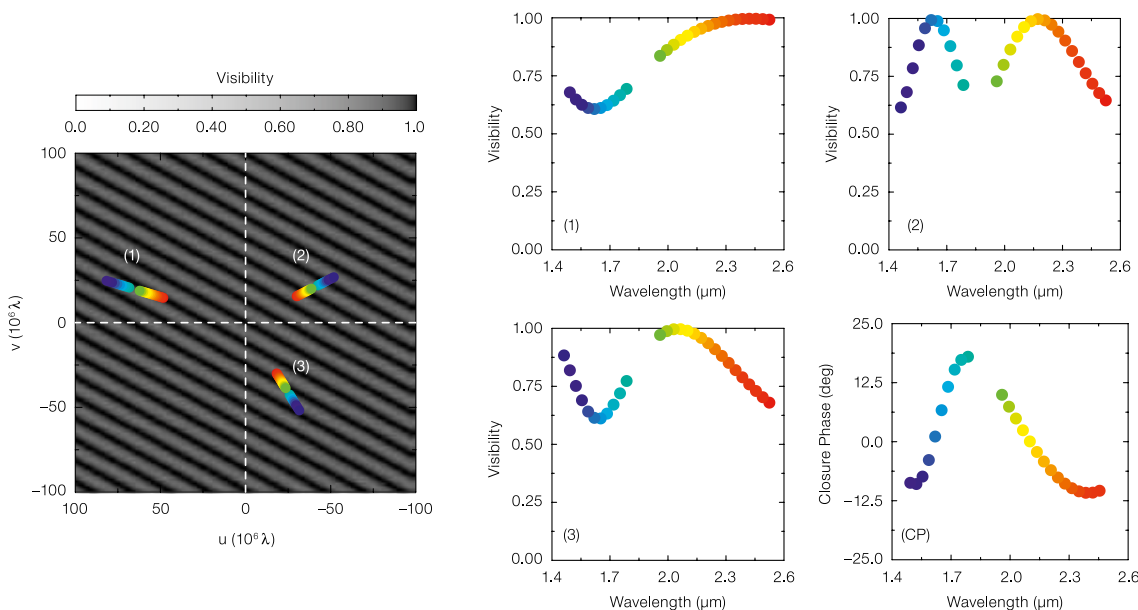 Visibility
0.0 0.20 0.40 0.60 0.80 1.0
100
50
0
−50
−100
v (10⁶ λ)
(1)
(2)
(3)
100 50 0 −50 −100
u (10⁶ λ)
1.00
0.75
0.50
0.25
0.00
Visibility
(1)
1.4 1.7 2.0 2.3 2.6
Wavelength (μm)
1.00
0.75
0.50
0.25
0.00
Visibility
(2)
1.4 1.7 2.0 2.3 2.6
Wavelength (μm)
1.00
0.75
0.50
0.25
0.00
Visibility
(3)
1.4 1.7 2.0 2.3 2.6
Wavelength (μm)
25.0
12.5
0.0
−12.5
−25.0
Closure Phase (deg)
(CP)
1.4 1.7 2.0 2.3 2.6
Wavelength (μm)